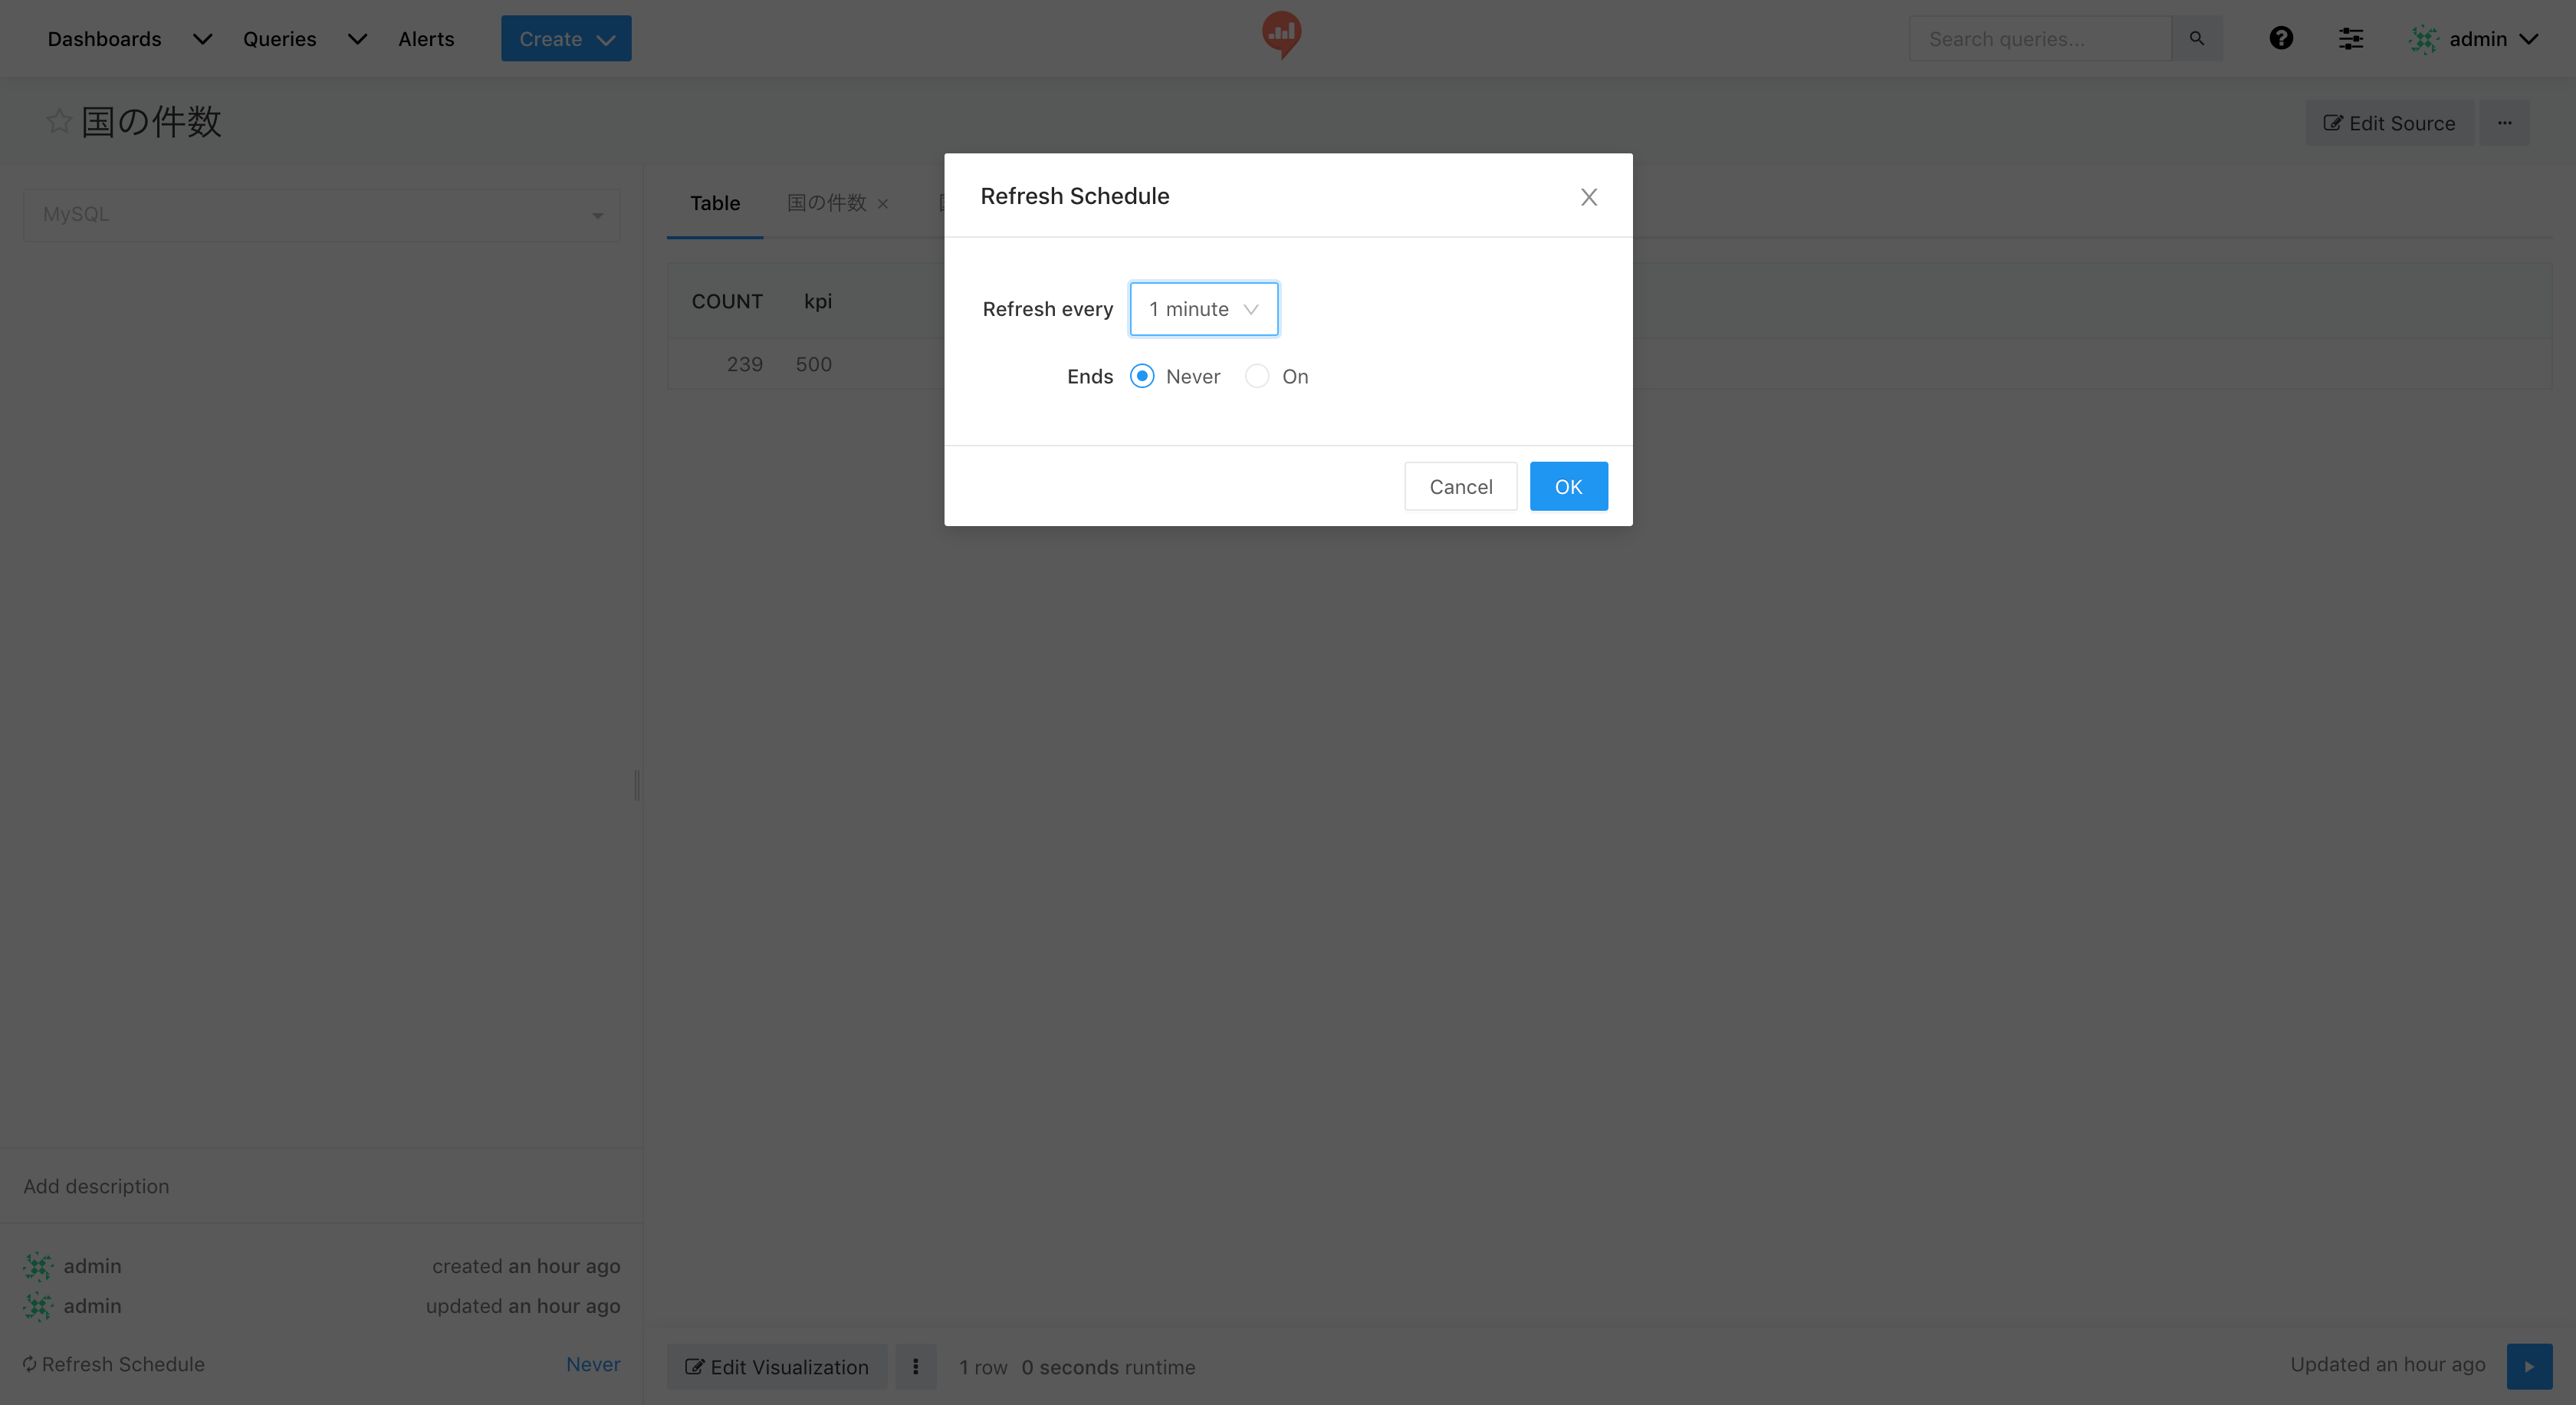 Dashboards Queries Alerts Create Search queries... admin
国の件数 Edit Source
MySQL
Table 国の件数
COUNT kpi
239 500
Refresh Schedule
Refresh every 1 minute
Ends Never On
Cancel OK
Add description
admin created an hour ago
admin updated an hour ago
Refresh Schedule Never
Edit Visualization 1 row 0 seconds runtime Updated an hour ago